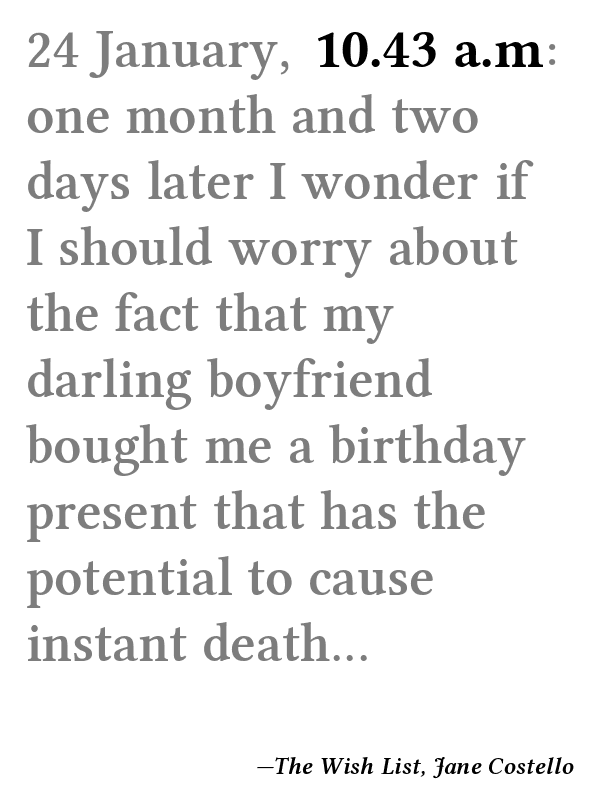 24 January, 10.43 a.m:
one month and two
days later I wonder if
I should worry about
the fact that my
darling boyfriend
bought me a birthday
present that has the
potential to cause
instant death...
—The Wish List, Jane Costello